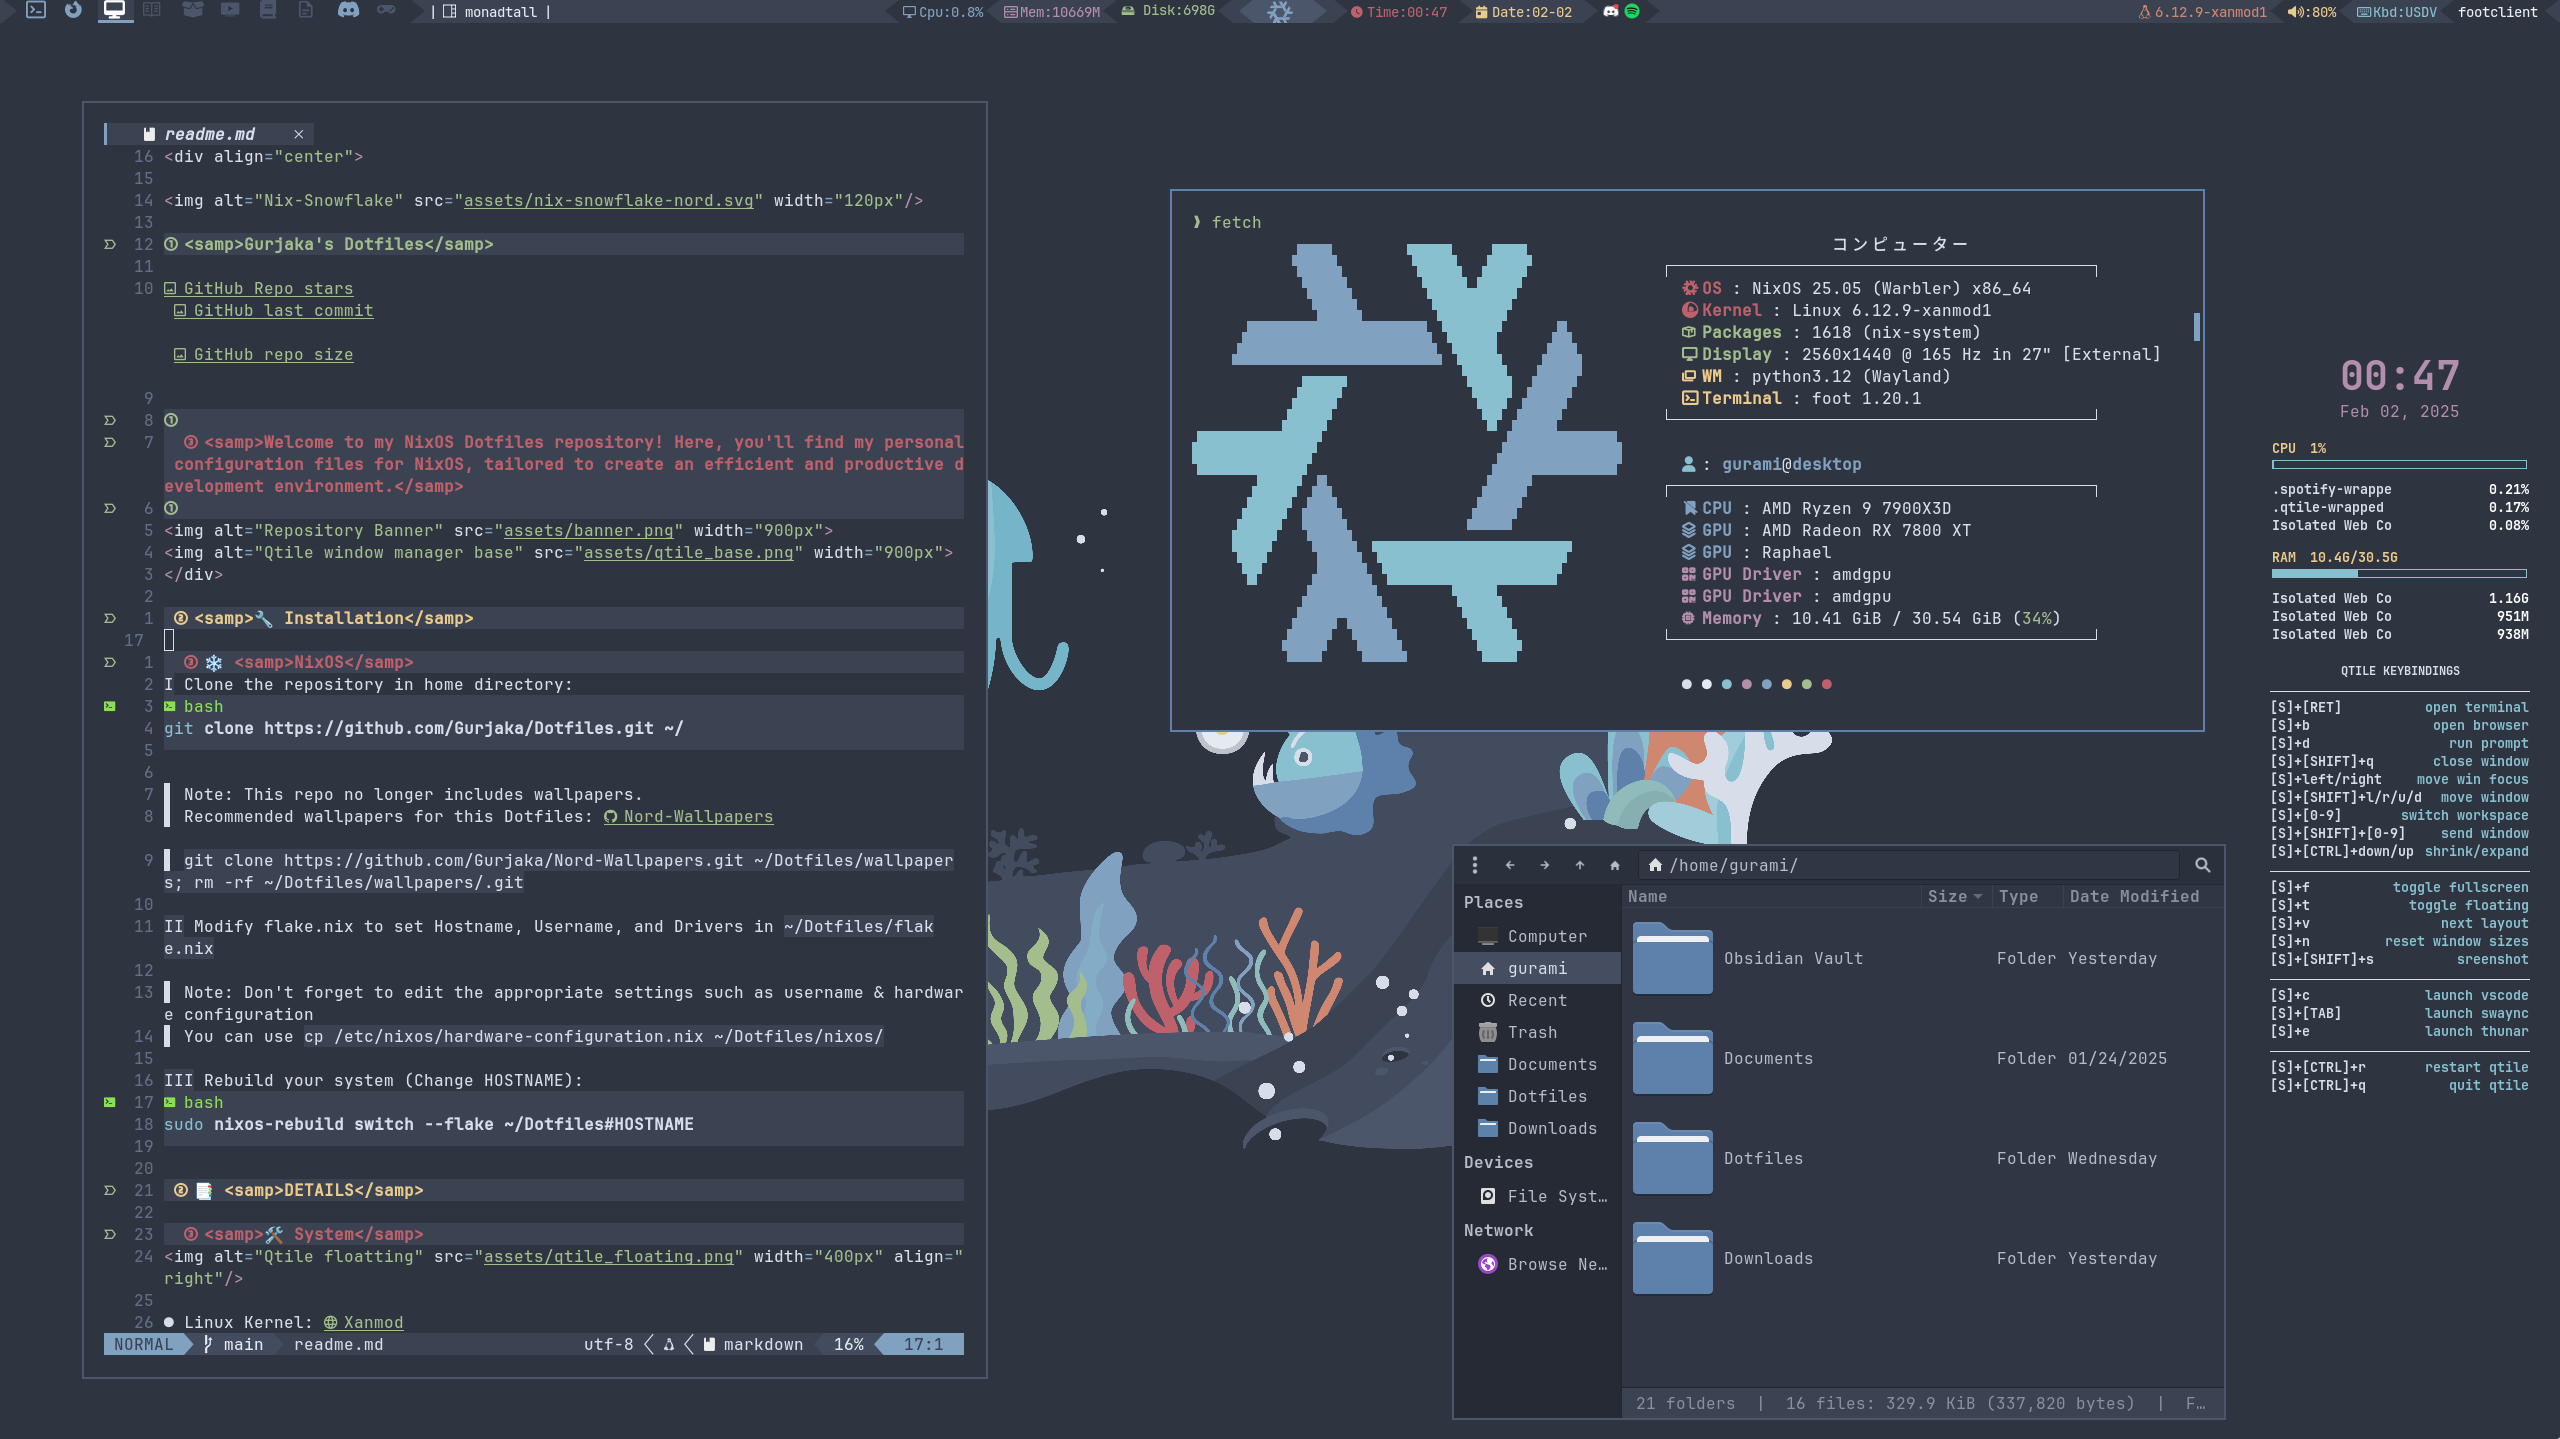 | monadtall |
Cpu:0.8%
Mem:10669M
Disk:698G
Time:00:47
Date:02-02
6.12.9-xanmod1
:80%
Kbd:USDV
footclient
readme.md ×
16 <div align="center">
15
14 <img alt="Nix-Snowflake" src="assets/nix-snowflake-nord.svg" width="120px"/>
13
12 ① <samp>Gurjaka's Dotfiles</samp>
11
10 GitHub Repo stars
GitHub last commit
GitHub repo size
9
8 ①
7 ③ <samp>Welcome to my NixOS Dotfiles repository! Here, you'll find my personal
configuration files for NixOS, tailored to create an efficient and productive d
evelopment environment.</samp>
6 ①
5 <img alt="Repository Banner" src="assets/banner.png" width="900px">
4 <img alt="Qtile window manager base" src="assets/qtile_base.png" width="900px">
3 </div>
2
1 ② <samp>🔧 Installation</samp>
17
1 ③ ❄️ <samp>NixOS</samp>
2 I Clone the repository in home directory:
3 bash
4 git clone https://github.com/Gurjaka/Dotfiles.git ~/
5
6
7 Note: This repo no longer includes wallpapers.
8 Recommended wallpapers for this Dotfiles: Nord-Wallpapers
9 git clone https://github.com/Gurjaka/Nord-Wallpapers.git ~/Dotfiles/wallpaper
s; rm -rf ~/Dotfiles/wallpapers/.git
10
11 II Modify flake.nix to set Hostname, Username, and Drivers in ~/Dotfiles/flak
e.nix
12
13 Note: Don't forget to edit the appropriate settings such as username & hardwar
e configuration
14 You can use cp /etc/nixos/hardware-configuration.nix ~/Dotfiles/nixos/
15
16 III Rebuild your system (Change HOSTNAME):
17 bash
18 sudo nixos-rebuild switch --flake ~/Dotfiles#HOSTNAME
19
20
21 ② 📑 <samp>DETAILS</samp>
22
23 ③ <samp>🛠️ System</samp>
24 <img alt="Qtile floatting" src="assets/qtile_floating.png" width="400px" align="
right"/>
25
26 ● Linux Kernel: Xanmod
NORMAL main readme.md utf-8 markdown 16% 17:1
❱ fetch
コンピューター
OS : NixOS 25.05 (Warbler) x86_64
Kernel : Linux 6.12.9-xanmod1
Packages : 1618 (nix-system)
Display : 2560x1440 @ 165 Hz in 27" [External]
WM : python3.12 (Wayland)
Terminal : foot 1.20.1
: gurami@desktop
CPU : AMD Ryzen 9 7900X3D
GPU : AMD Radeon RX 7800 XT
GPU : Raphael
GPU Driver : amdgpu
GPU Driver : amdgpu
Memory : 10.41 GiB / 30.54 GiB (34%)
/home/gurami/
Places
Computer
gurami
Recent
Trash
Documents
Dotfiles
Downloads
Devices
File Syst…
Network
Browse Ne…
Name Size Type Date Modified
Obsidian Vault Folder Yesterday
Documents Folder 01/24/2025
Dotfiles Folder Wednesday
Downloads Folder Yesterday
21 folders | 16 files: 329.9 KiB (337,820 bytes) | F…
00:47
Feb 02, 2025
CPU 1%
.spotify-wrappe 0.21%
.qtile-wrapped 0.17%
Isolated Web Co 0.08%
RAM 10.4G/30.5G
Isolated Web Co 1.16G
Isolated Web Co 951M
Isolated Web Co 938M
QTILE KEYBINDINGS
[S]+[RET] open terminal
[S]+b open browser
[S]+d run prompt
[S]+[SHIFT]+q close window
[S]+left/right move win focus
[S]+[SHIFT]+l/r/u/d move window
[S]+[0-9] switch workspace
[S]+[SHIFT]+[0-9] send window
[S]+[CTRL]+down/up shrink/expand
[S]+f toggle fullscreen
[S]+t toggle floating
[S]+v next layout
[S]+n reset window sizes
[S]+[SHIFT]+s sreenshot
[S]+c launch vscode
[S]+[TAB] launch swaync
[S]+e launch thunar
[S]+[CTRL]+r restart qtile
[S]+[CTRL]+q quit qtile